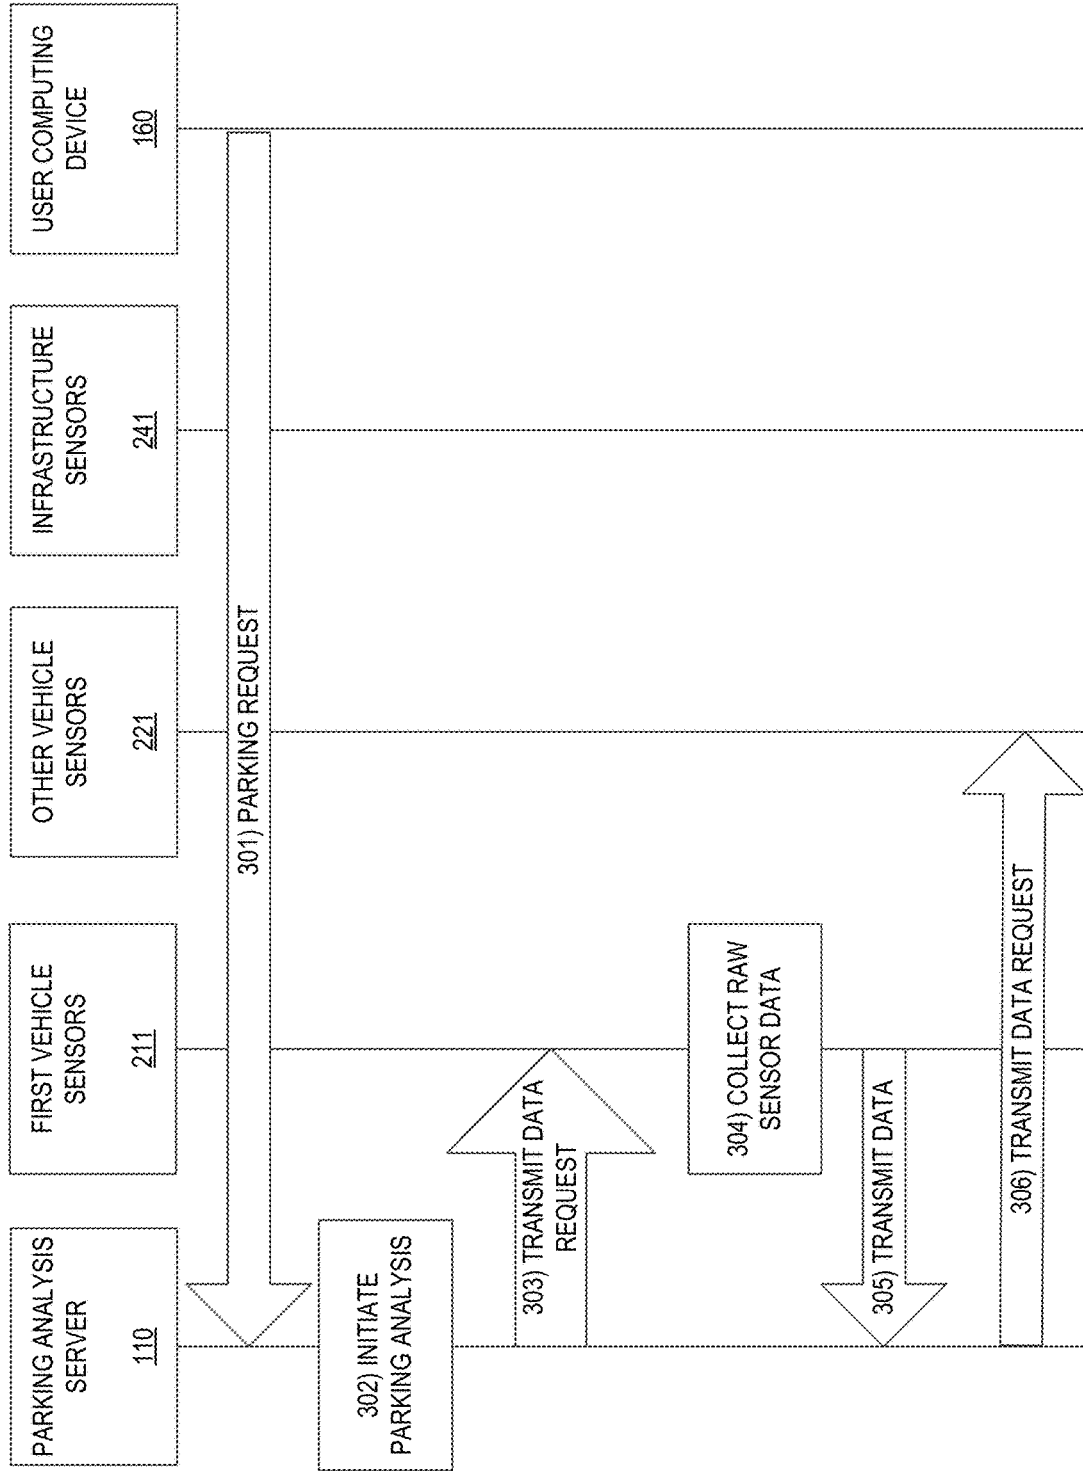 PARKING ANALYSIS
SERVER
110
FIRST VEHICLE
SENSORS
211
OTHER VEHICLE
SENSORS
221
INFRASTRUCTURE
SENSORS
241
USER COMPUTING
DEVICE
160
301) PARKING REQUEST
302) INITIATE
PARKING ANALYSIS
303) TRANSMIT DATA
REQUEST
304) COLLECT RAW
SENSOR DATA
305) TRANSMIT DATA
306) TRANSMIT DATA REQUEST